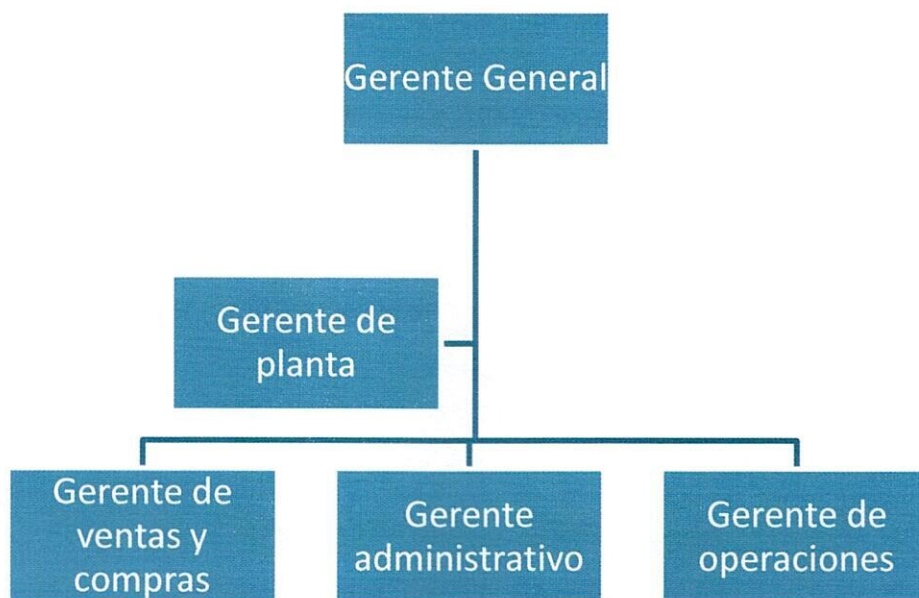 Gerente General
Gerente de
planta
Gerente de
ventas y
compras
Gerente
administrativo
Gerente de
operaciones